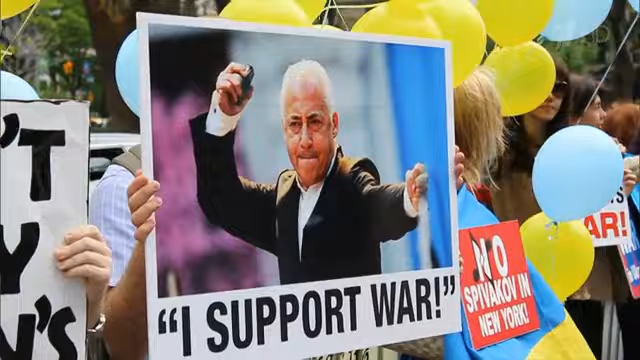 'T
Y
N'S
"I SUPPORT WAR!"
NO
SPIVAKOV IN
NEW YORK!
AR!